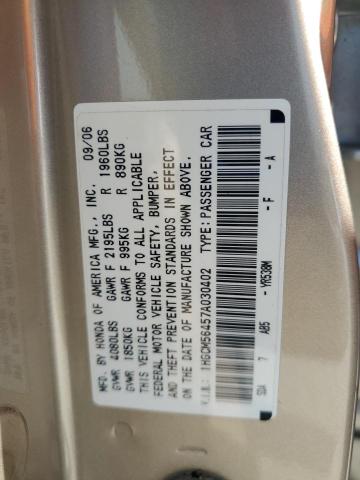 MFD. BY HONDA OF AMERICA MFG., INC. 09/06
GVWR 4080LBS GAWR F 2195LBS R 1960LBS
GVWR 1850KG GAWR F 995KG R 890KG
THIS VEHICLE CONFORMS TO ALL APPLICABLE
FEDERAL MOTOR VEHICLE SAFETY, BUMPER,
AND THEFT PREVENTION STANDARDS IN EFFECT
ON THE DATE OF MANUFACTURE SHOWN ABOVE.
V.I.N.: 1HGCM56457A030402 TYPE:PASSENGER CAR
SDA 7 ABS - YR538M - F - A